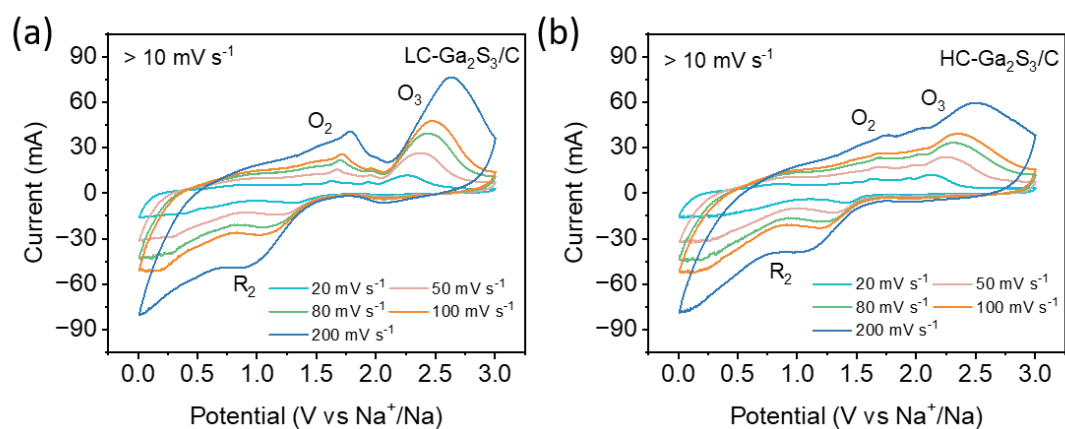 (a)
> 10 mV s⁻¹
LC-Ga₂S₃/C
O₂
O₃
R₂
20 mV s⁻¹
50 mV s⁻¹
80 mV s⁻¹
100 mV s⁻¹
200 mV s⁻¹
90
60
30
0
−30
−60
−90
Current (mA)
0.0 0.5 1.0 1.5 2.0 2.5 3.0
Potential (V vs Na⁺/Na)
(b)
> 10 mV s⁻¹
HC-Ga₂S₃/C
O₂
O₃
R₂
20 mV s⁻¹
50 mV s⁻¹
80 mV s⁻¹
100 mV s⁻¹
200 mV s⁻¹
90
60
30
0
−30
−60
−90
Current (mA)
0.0 0.5 1.0 1.5 2.0 2.5 3.0
Potential (V vs Na⁺/Na)